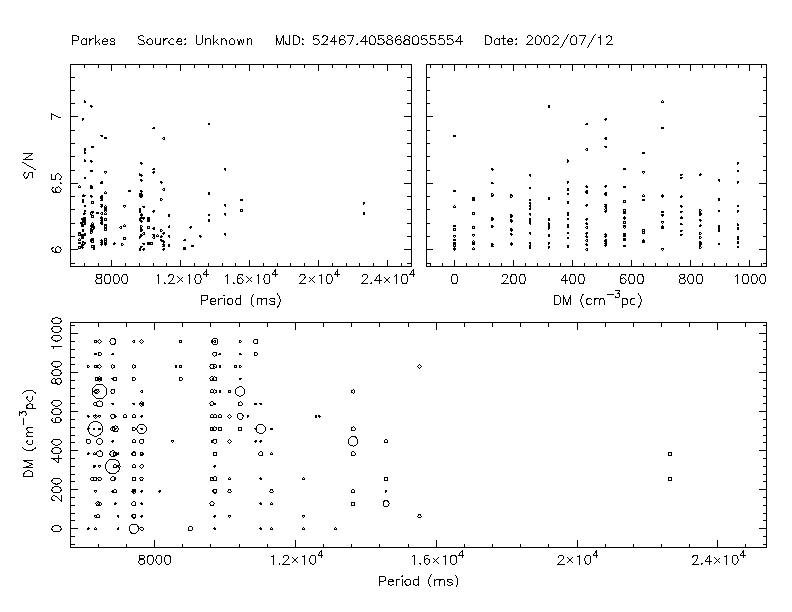 Parkes Source: Unknown MJD: 52467.405868055554 Date: 2002/07/12
S/N
7
6.5
6
8000 1.2×10⁴ 1.6×10⁴ 2×10⁴ 2.4×10⁴
Period (ms)
0 200 400 600 800 1000
DM (cm⁻³pc)
DM (cm⁻³pc)
1000
800
600
400
200
0
8000 1.2×10⁴ 1.6×10⁴ 2×10⁴ 2.4×10⁴
Period (ms)